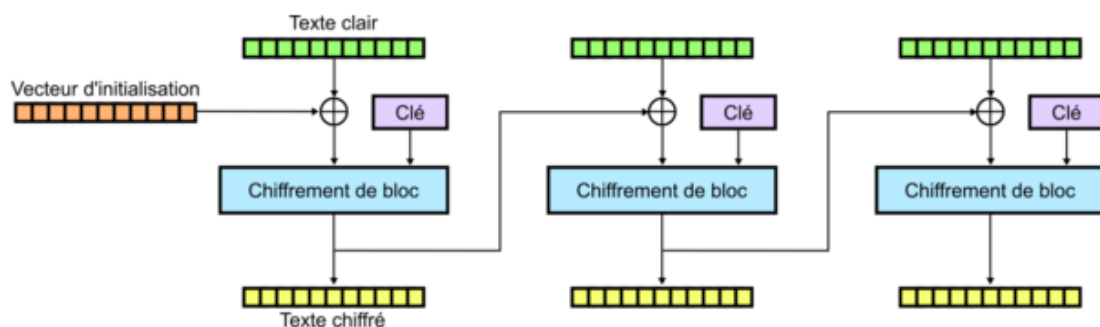 Texte clair
Vecteur d'initialisation
Clé
Clé
Clé
Chiffrement de bloc
Chiffrement de bloc
Chiffrement de bloc
Texte chiffré